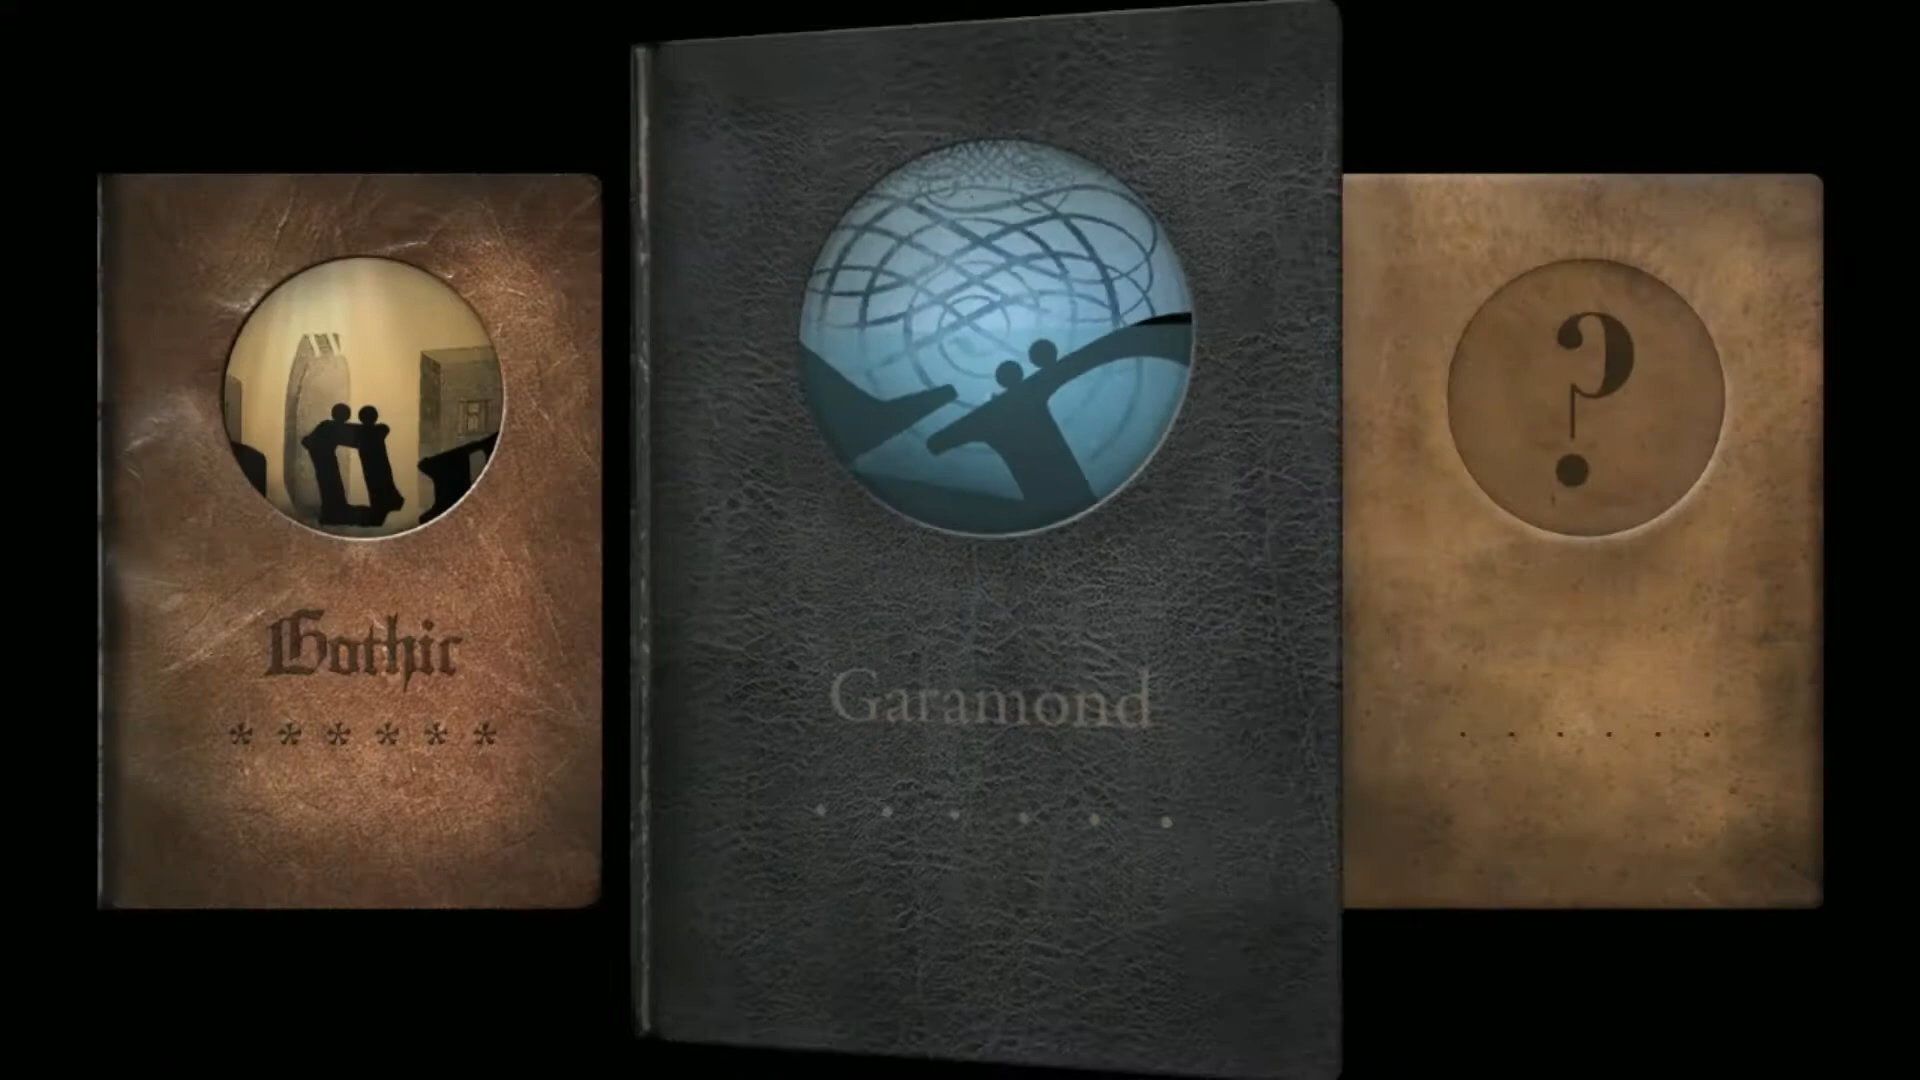 Gothic
* * * * * *
Garamond
. . . . . .
?
. . . . . .